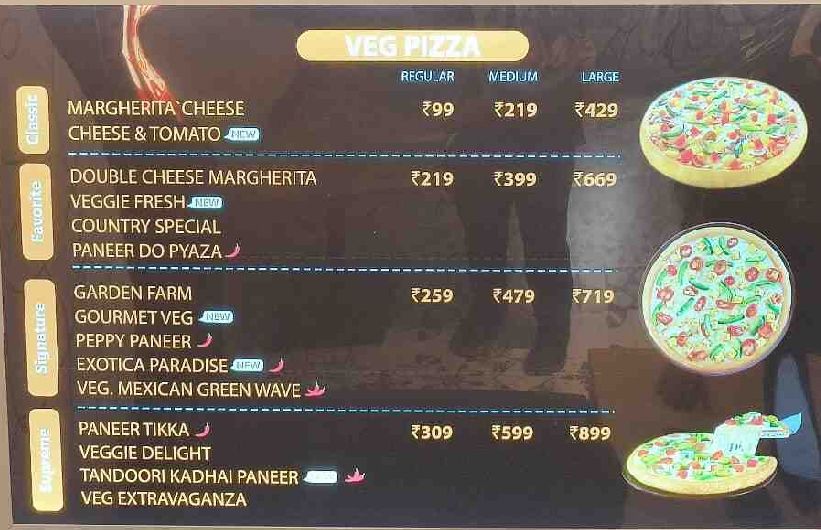 VEG PIZZA
REGULAR MEDIUM LARGE
Classic
MARGHERITA CHEESE ₹99 ₹219 ₹429
CHEESE & TOMATO NEW
Favorite
DOUBLE CHEESE MARGHERITA ₹219 ₹399 ₹669
VEGGIE FRESH NEW
COUNTRY SPECIAL
PANEER DO PYAZA
Signature
GARDEN FARM ₹259 ₹479 ₹719
GOURMET VEG NEW
PEPPY PANEER
EXOTICA PARADISE NEW
VEG. MEXICAN GREEN WAVE
Supreme
PANEER TIKKA ₹309 ₹599 ₹899
VEGGIE DELIGHT
TANDOORI KADHAI PANEER
VEG EXTRAVAGANZA